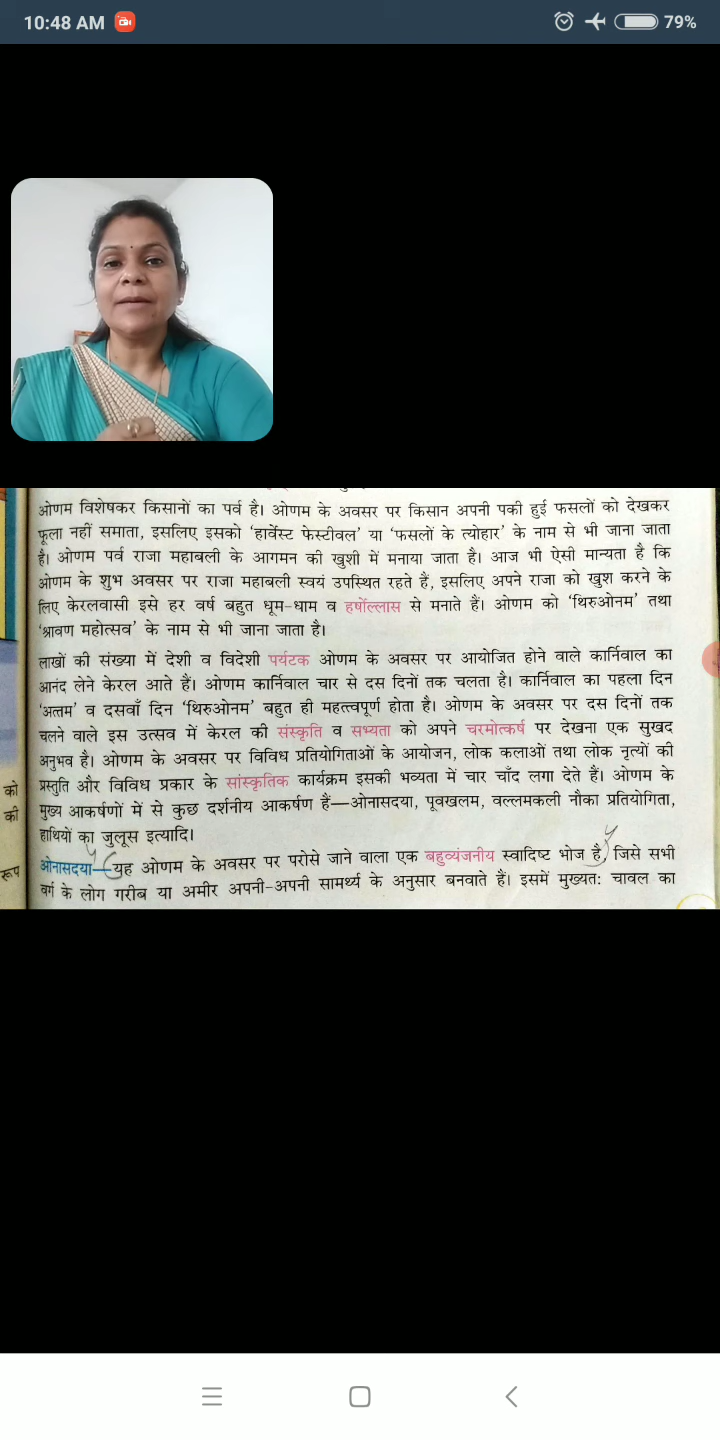 10:48 AM
79%
ओणम विशेषकर किसानों का पर्व है। ओणम के अवसर पर किसान अपनी पकी हुई फसलों को देखकर
फूला नहीं समाता, इसलिए इसको 'हार्वेस्ट फेस्टीवल' या 'फसलों के त्योहार' के नाम से भी जाना जाता
है। ओणम पर्व राजा महाबली के आगमन की खुशी में मनाया जाता है। आज भी ऐसी मान्यता है कि
ओणम के शुभ अवसर पर राजा महाबली स्वयं उपस्थित रहते हैं, इसलिए अपने राजा को खुश करने के
लिए केरलवासी इसे हर वर्ष बहुत धूम-धाम व हर्षोल्लास से मनाते हैं। ओणम को 'थिरुओनम' तथा
'श्रावण महोत्सव' के नाम से भी जाना जाता है।
लाखों की संख्या में देशी व विदेशी पर्यटक ओणम के अवसर पर आयोजित होने वाले कार्निवाल का
आनंद लेने केरल आते हैं। ओणम कार्निवाल चार से दस दिनों तक चलता है। कार्निवाल का पहला दिन
'अत्तम' व दसवाँ दिन 'थिरुओनम' बहुत ही महत्त्वपूर्ण होता है। ओणम के अवसर पर दस दिनों तक
चलने वाले इस उत्सव में केरल की संस्कृति व सभ्यता को अपने चरमोत्कर्ष पर देखना एक सुखद
अनुभव है। ओणम के अवसर पर विविध प्रतियोगिताओं के आयोजन, लोक कलाओं तथा लोक नृत्यों की
को प्रस्तुति और विविध प्रकार के सांस्कृतिक कार्यक्रम इसकी भव्यता में चार चाँद लगा देते हैं। ओणम के
की मुख्य आकर्षणों में से कुछ दर्शनीय आकर्षण हैं—ओनासदया, पूवखलम, वल्लमकली नौका प्रतियोगिता,
हाथियों का जुलूस इत्यादि।
रूप ओनासदया—यह ओणम के अवसर पर परोसे जाने वाला एक बहुव्यंजनीय स्वादिष्ट भोज है, जिसे सभी
वर्ग के लोग गरीब या अमीर अपनी-अपनी सामर्थ्य के अनुसार बनवाते हैं। इसमें मुख्यतः चावल का